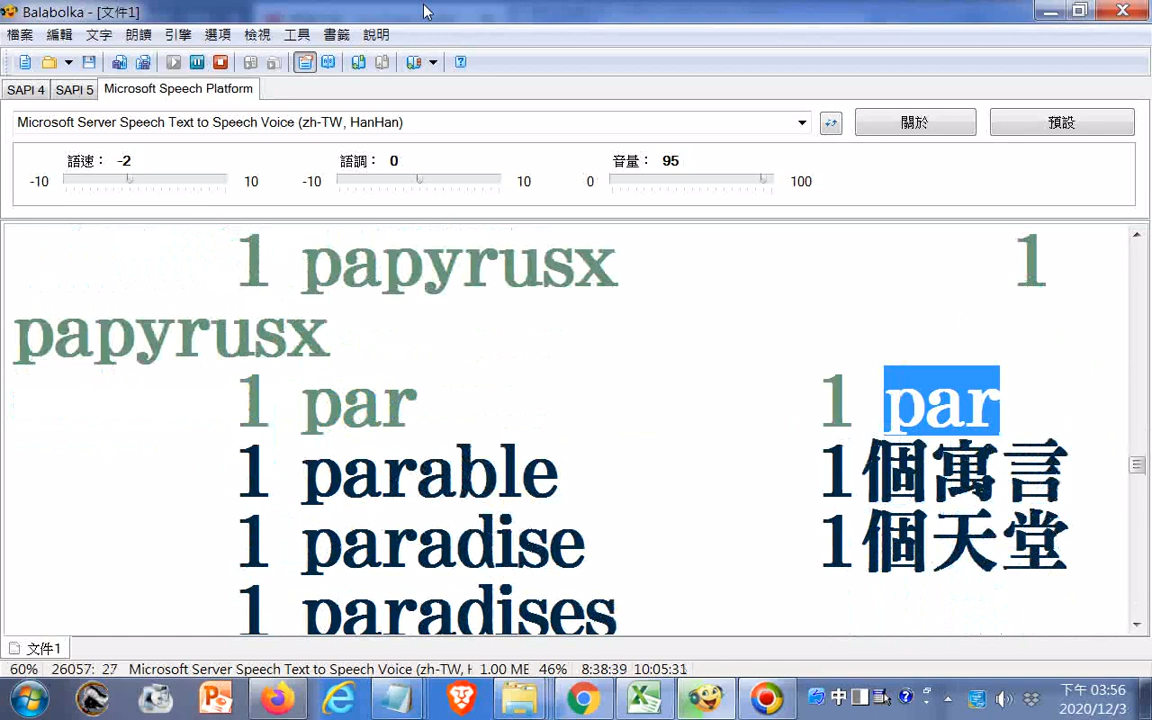 Balabolka - [文件1]
檔案 編輯 文字 朗讀 引擎 選項 檢視 工具 書籤 說明
SAPI 4 SAPI 5 Microsoft Speech Platform
Microsoft Server Speech Text to Speech Voice (zh-TW, HanHan) 關於 預設
語速： -2 語調： 0 音量： 95
-10 10 -10 10 0 100
1 papyrusx 1
papyrusx
1 par 1 par
1 parable 1個寓言
1 paradise 1個天堂
1 paradises
文件1
60% 26057: 27 Microsoft Server Speech Text to Speech Voice (zh-TW, H 1.00 ME 46% 8:38:39 10:05:31
中 下午 03:56
2020/12/3